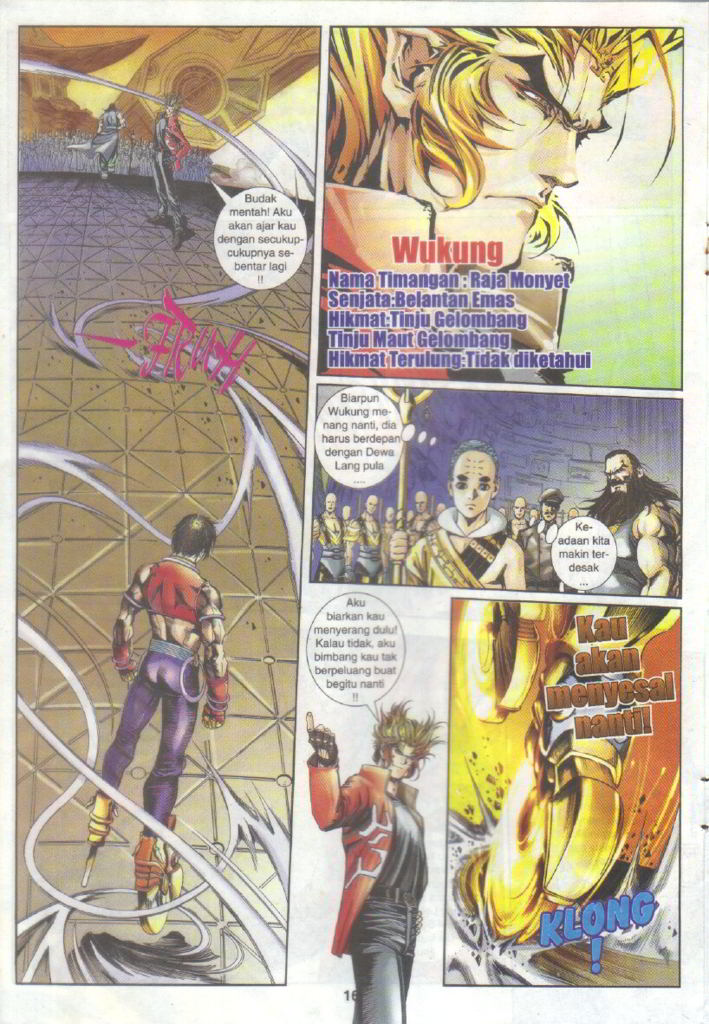 Budak
mentah! Aku
akan ajar kau
dengan secukup-
cukupnya se-
bentar lagi
!!
FRUH
Wukung
Nama Timangan : Raja Monyet
Senjata:Belantan Emas
Hikmat:Tinju Gelombang
Tinju Maut Gelombang
Hikmat Terulung:Tidak diketahui
Biarpun
Wukung me-
nang nanti, dia
harus berdepan
dengan Dewa
Lang pula
....
Ke-
adaan kita
makin ter-
desak
...
Aku
biarkan kau
menyerang dulu!
Kalau tidak, aku
bimbang kau tak
berpeluang buat
begitu nanti
!!
Kau
akan
menyesal
nanti!
KLONG
!